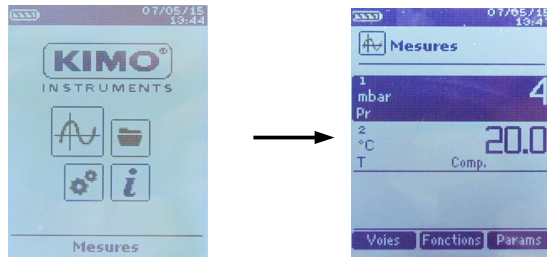 07/05/15
13:44
KIMO®
INSTRUMENTS
Mesures
07/05/15
Mesures
1
mbar
4
Pr
2
°C
20.0
T
Comp.
Voies
Fonctions
Params